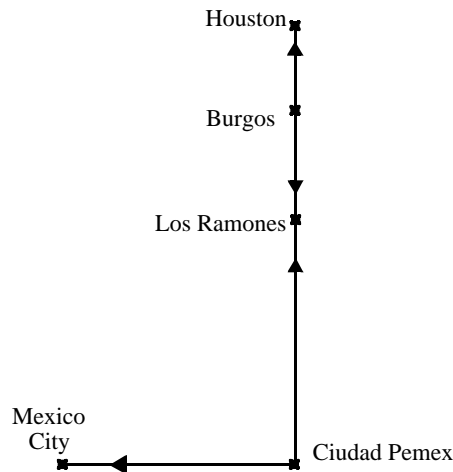 Houston
Burgos
Los Ramones
Mexico
City
Ciudad Pemex